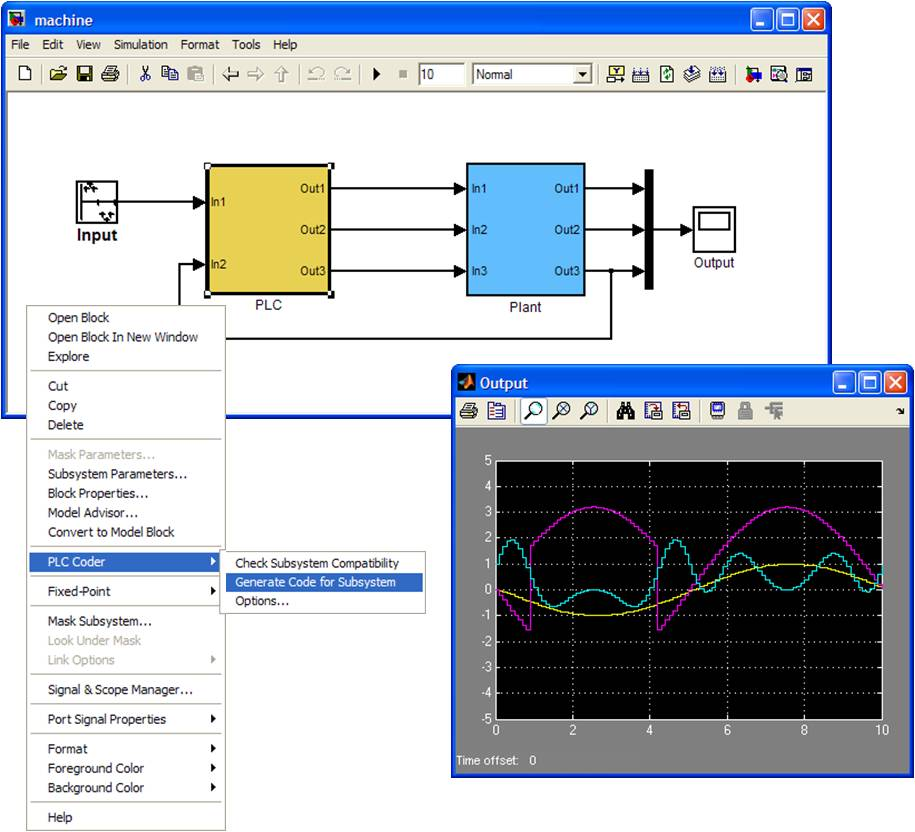 machine
File Edit View Simulation Format Tools Help
10 Normal
In1
In2
Out1
Out2
Out3
In1
In2
In3
Out1
Out2
Out3
Input
PLC
Plant
Output
Open Block
Open Block In New Window
Explore
Cut
Copy
Delete
Mask Parameters...
Subsystem Parameters...
Block Properties...
Model Advisor...
Convert to Model Block
PLC Coder
Fixed-Point
Mask Subsystem...
Look Under Mask
Link Options
Signal & Scope Manager...
Port Signal Properties
Format
Foreground Color
Background Color
Help
Check Subsystem Compatibility
Generate Code for Subsystem
Options...
Output
5
4
3
2
1
0
-1
-2
-3
-4
-5
0 2 4 6 8 10
Time offset: 0